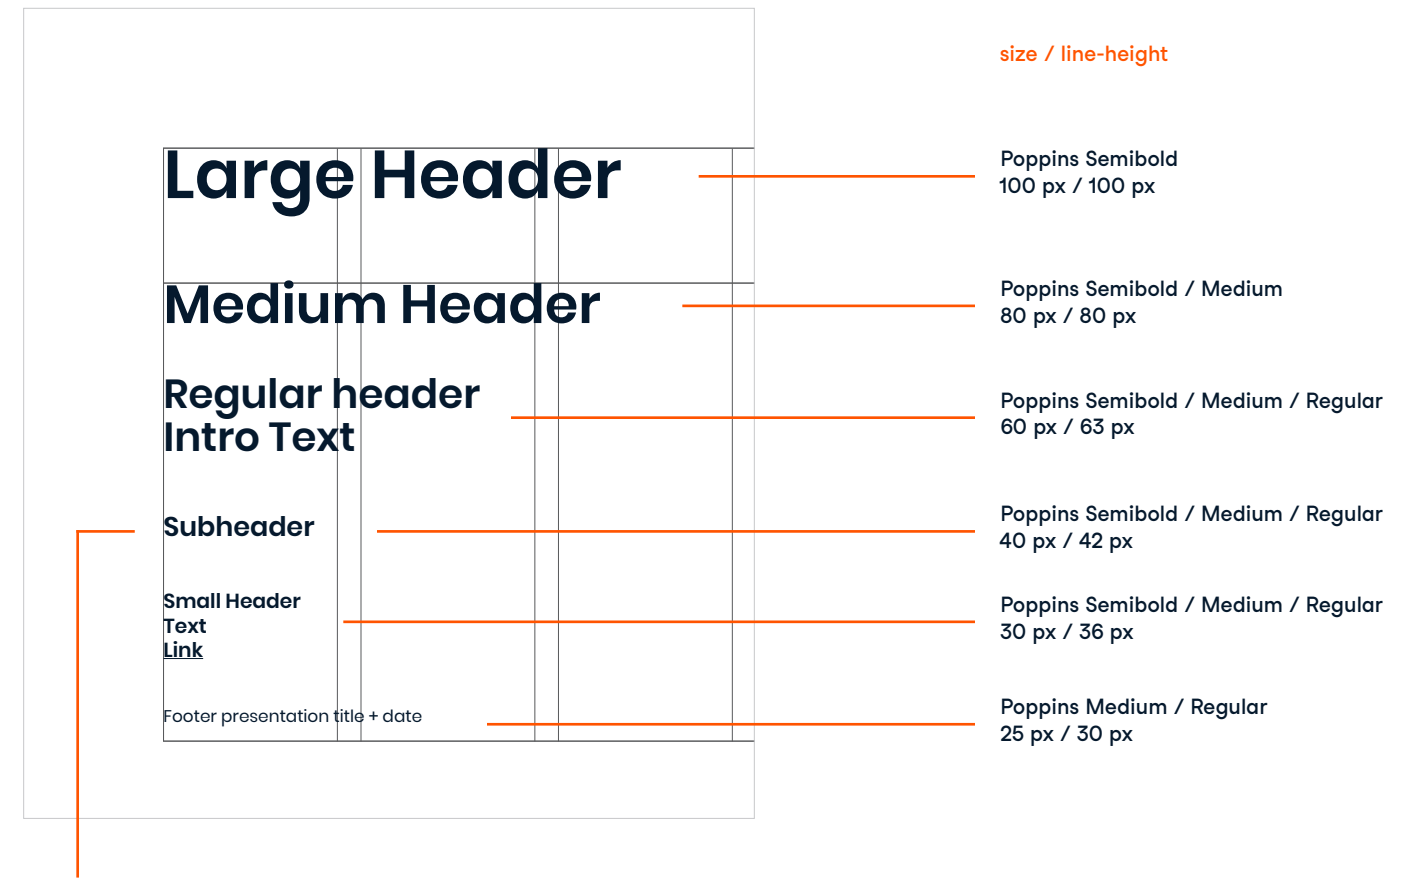 size / line-height
Large Header
Poppins Semibold
100 px / 100 px
Medium Header
Poppins Semibold / Medium
80 px / 80 px
Regular header
Intro Text
Poppins Semibold / Medium / Regular
60 px / 63 px
Subheader
Poppins Semibold / Medium / Regular
40 px / 42 px
Small Header
Text
Link
Poppins Semibold / Medium / Regular
30 px / 36 px
Footer presentation title + date
Poppins Medium / Regular
25 px / 30 px